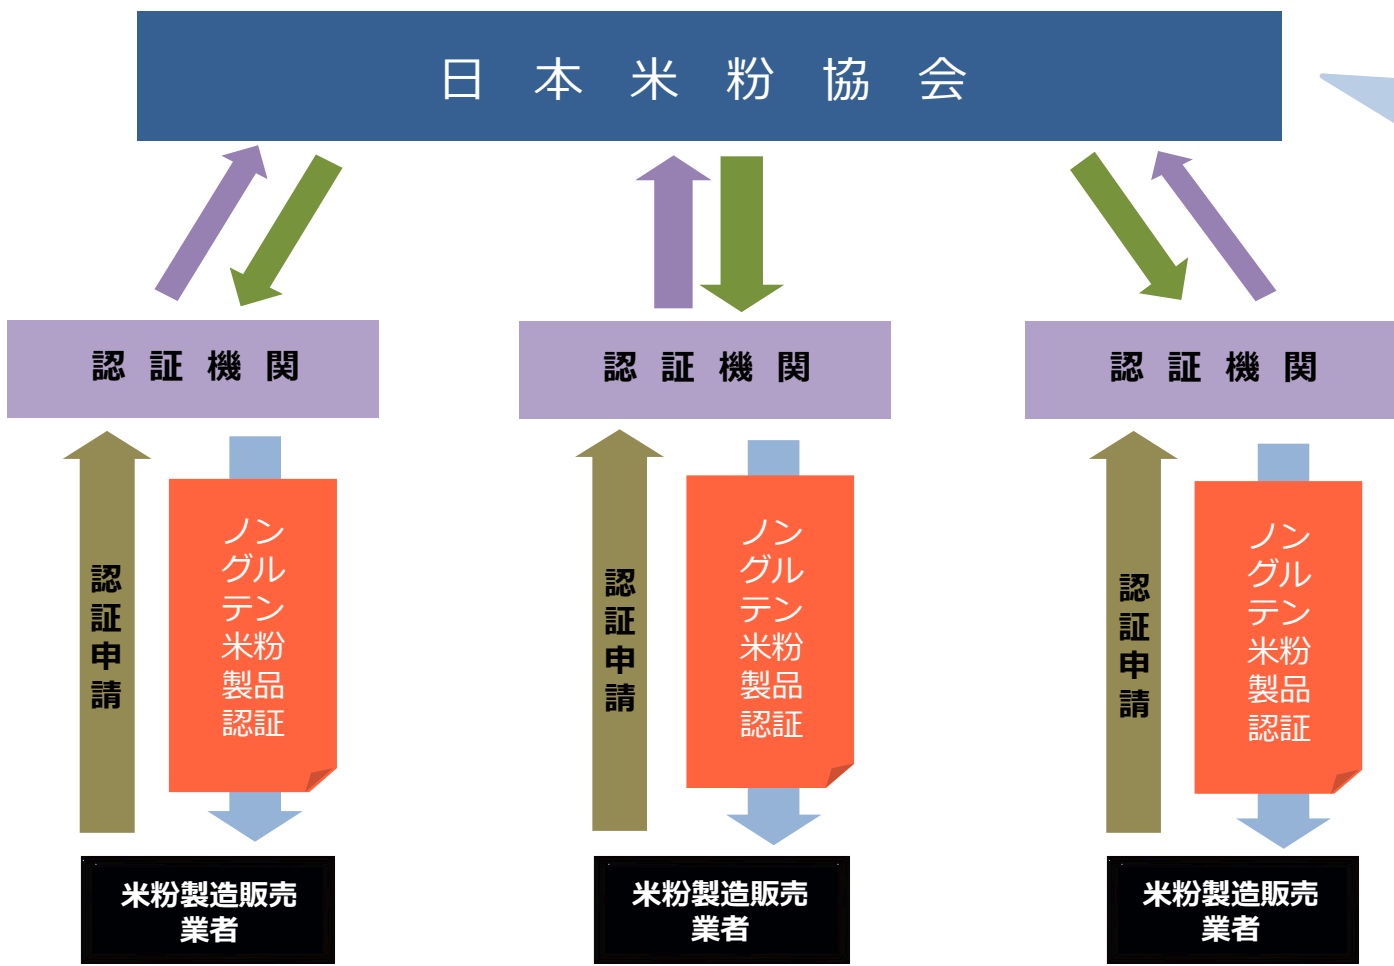 日本米粉協会
認証機関
認証機関
認証機関
認証申請
ノン
グル
テン
米粉
製品
認証
認証申請
ノン
グル
テン
米粉
製品
認証
認証申請
ノン
グル
テン
米粉
製品
認証
米粉製造販売
業者
米粉製造販売
業者
米粉製造販売
業者